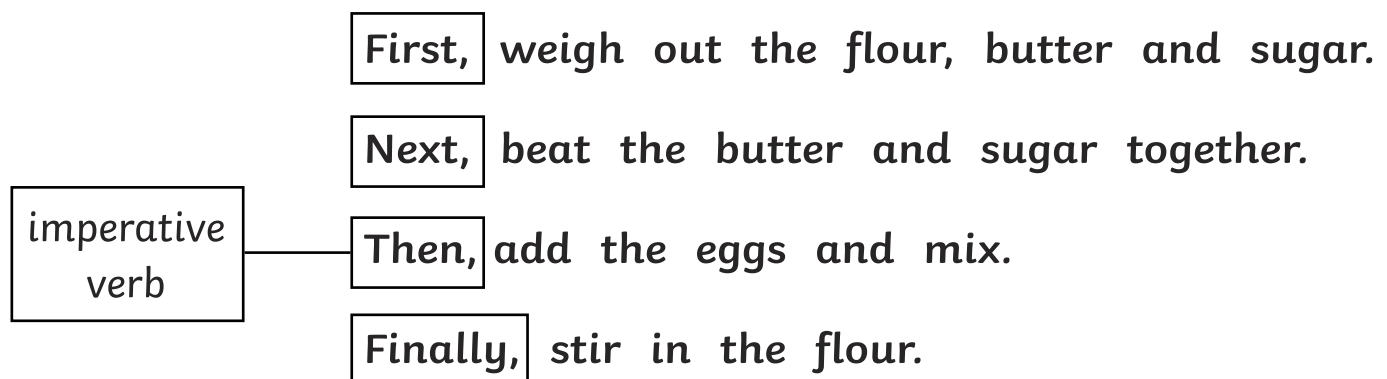 First, weigh out the flour, butter and sugar.
Next, beat the butter and sugar together.
imperative
verb
Then, add the eggs and mix.
Finally, stir in the flour.